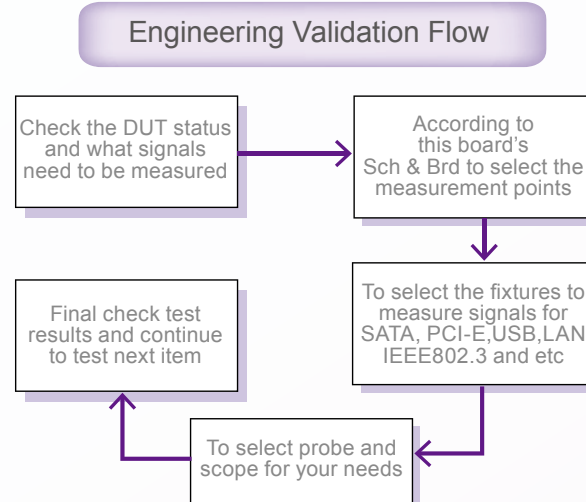 Engineering Validation Flow
Check the DUT status
and what signals
need to be measured
According to
this board's
Sch & Brd to select the
measurement points
To select the fixtures to
measure signals for
SATA, PCI-E,USB,LAN
IEEE802.3 and etc
To select probe and
scope for your needs
Final check test
results and continue
to test next item